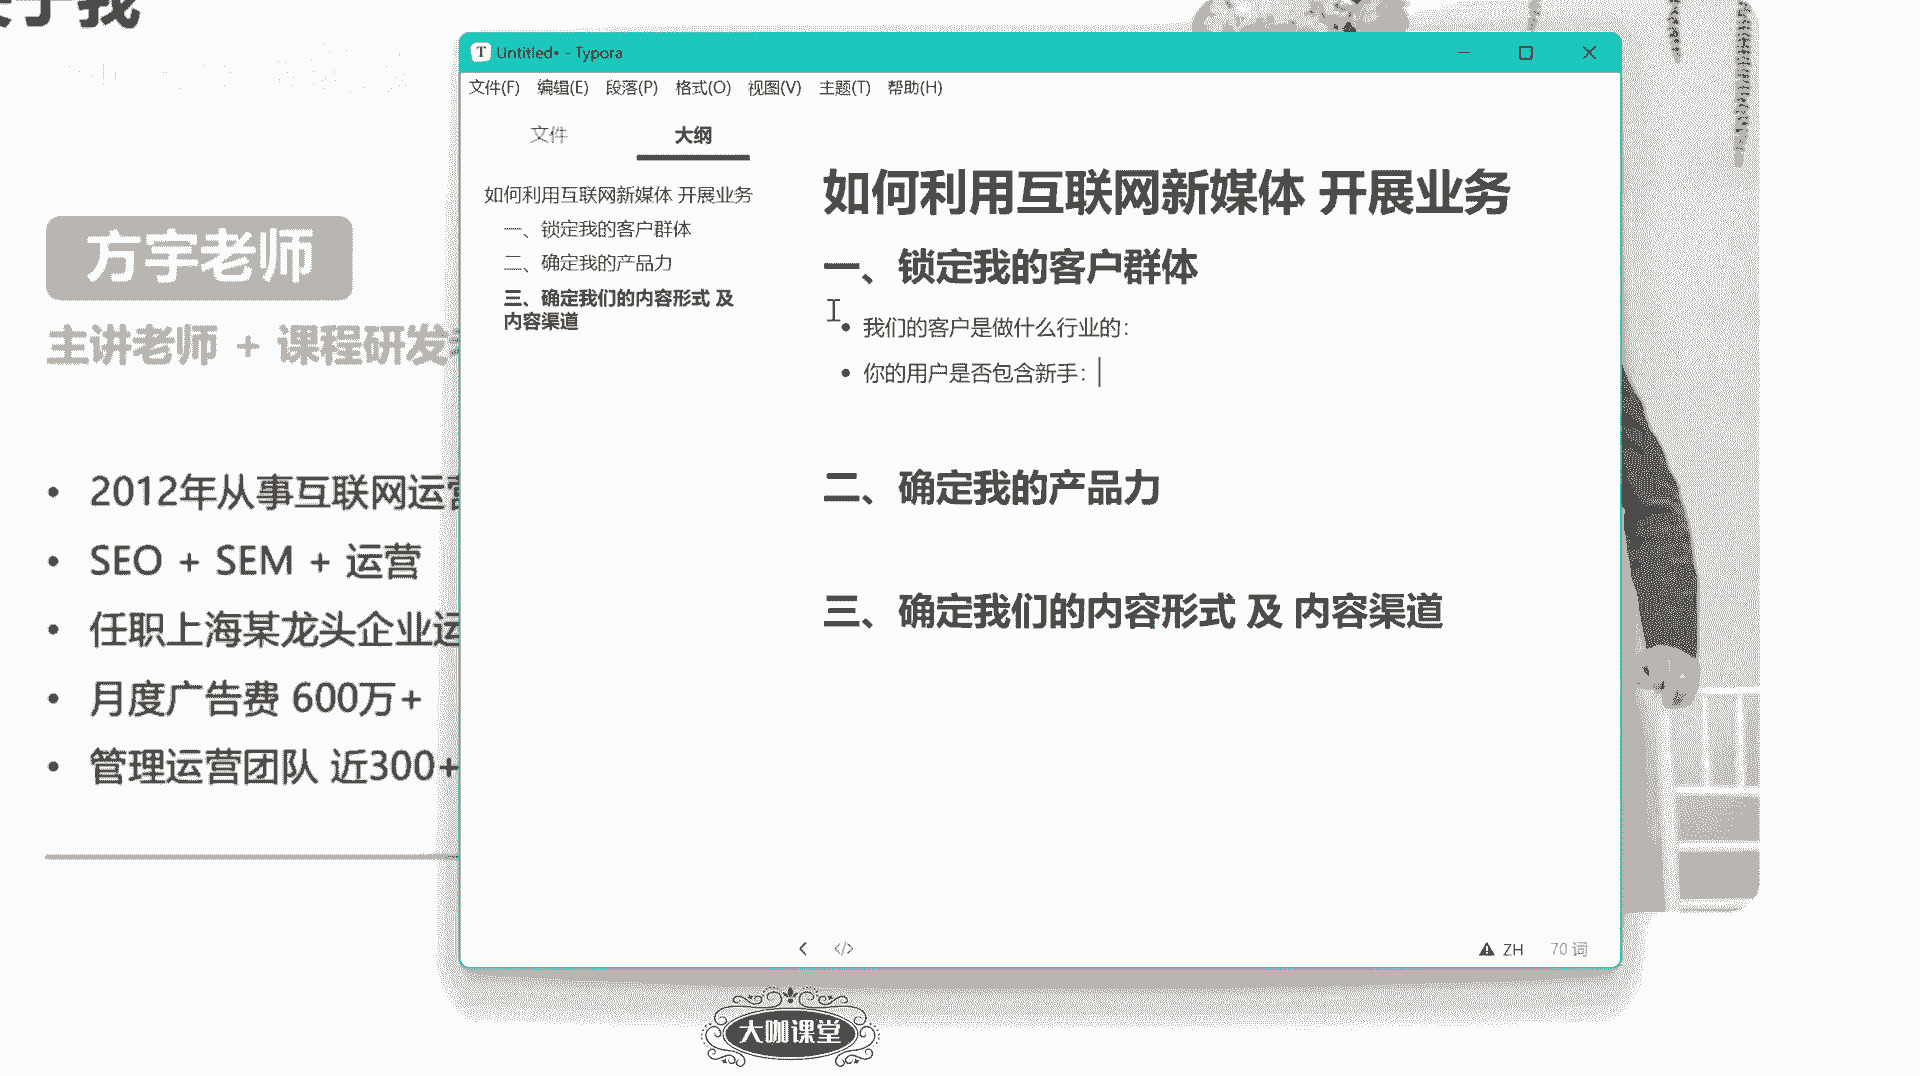 于我
方宇老师
主讲老师 + 课程研发
• 2012年从事互联网运营
• SEO + SEM + 运营
• 任职上海某龙头企业运
• 月度广告费 600万+
• 管理运营团队 近300+
T Untitled• - Typora
文件(F) 编辑(E) 段落(P) 格式(O) 视图(V) 主题(T) 帮助(H)
文件 大纲
如何利用互联网新媒体 开展业务
一、锁定我的客户群体
二、确定我的产品力
三、确定我们的内容形式 及
内容渠道
如何利用互联网新媒体 开展业务
一、锁定我的客户群体
• 我们的客户是做什么行业的：
• 你的用户是否包含新手：
二、确定我的产品力
三、确定我们的内容形式 及 内容渠道
</> ZH 70 词
大咖课堂